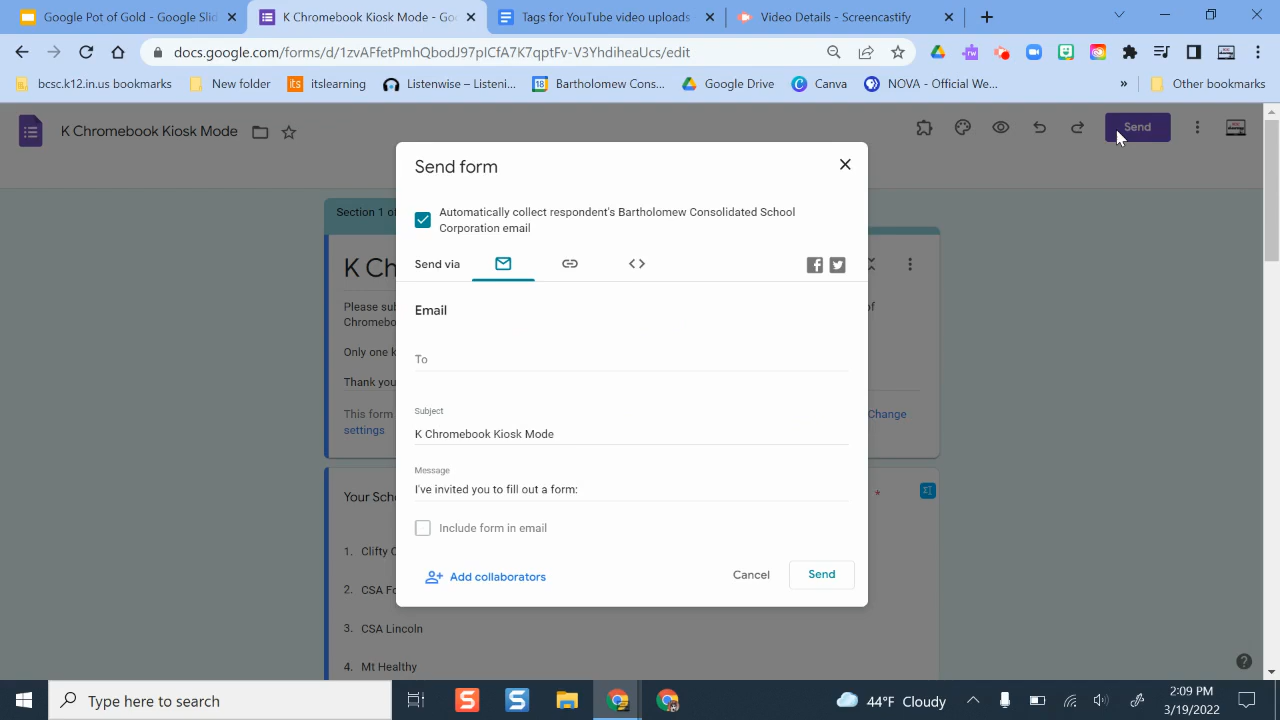 Google Pot of Gold - Google Slid
K Chromebook Kiosk Mode - Goo
Tags for YouTube video uploads
Video Details - Screencastify
docs.google.com/forms/d/1zvAFfetPmhQbodJ97pICfA7K7qptFv-V3YhdiheaUcs/edit
bcsc.k12.in.us bookmarks
New folder
its
itslearning
Listenwise – Listeni...
18
Bartholomew Cons...
Google Drive
Canva
NOVA - Official We...
»
Other bookmarks
K Chromebook Kiosk Mode
Send
Send form
Automatically collect respondent's Bartholomew Consolidated School
Corporation email
Send via
Section 1 of
K Ch
Please sub
of
Chromebo
Email
Only one k
To
Thank you
This form
Change
settings
Subject
K Chromebook Kiosk Mode
Message
I've invited you to fill out a form:
Your Scho
*
Include form in email
1. Clifty C
Add collaborators
Cancel
Send
2. CSA Fo
3. CSA Lincoln
4. Mt Healthy
Type here to search
44°F Cloudy
2:09 PM
3/19/2022